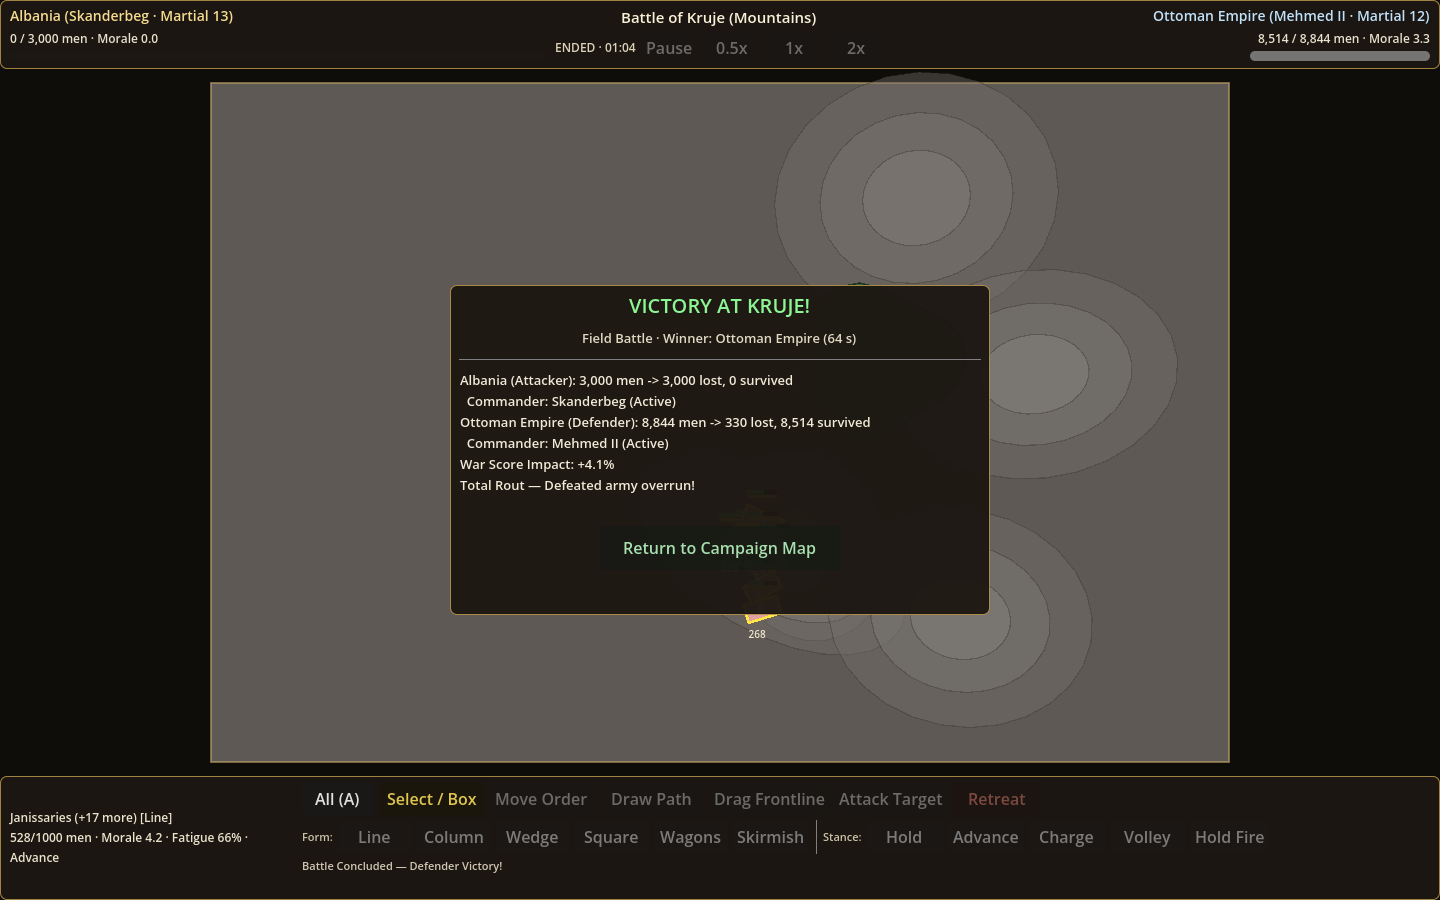 Albania (Skanderbeg · Martial 13)
0 / 3,000 men · Morale 0.0
Battle of Kruje (Mountains)
ENDED · 01:04 Pause 0.5x 1x 2x
Ottoman Empire (Mehmed II · Martial 12)
8,514 / 8,844 men · Morale 3.3
VICTORY AT KRUJE!
Field Battle · Winner: Ottoman Empire (64 s)
Albania (Attacker): 3,000 men -> 3,000 lost, 0 survived
Commander: Skanderbeg (Active)
Ottoman Empire (Defender): 8,844 men -> 330 lost, 8,514 survived
Commander: Mehmed II (Active)
War Score Impact: +4.1%
Total Rout — Defeated army overrun!
Return to Campaign Map
268
Janissaries (+17 more) [Line]
528/1000 men · Morale 4.2 · Fatigue 66% ·
Advance
All (A) Select / Box Move Order Draw Path Drag Frontline Attack Target Retreat
Form: Line Column Wedge Square Wagons Skirmish Stance: Hold Advance Charge Volley Hold Fire
Battle Concluded — Defender Victory!